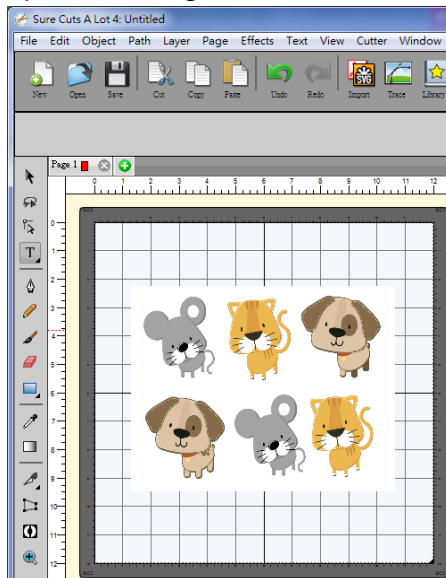 Sure Cuts A Lot 4: Untitled
File Edit Object Path Layer Page Effects Text View Cutter Window
SVG
New Open Save Cut Copy Paste Undo Redo Import Trace Library
Page 1
0 1 2 3 4 5 6 7 8 9 10 11 12
0
1
2
T
3
4
5
6
7
8
9
10
11
12